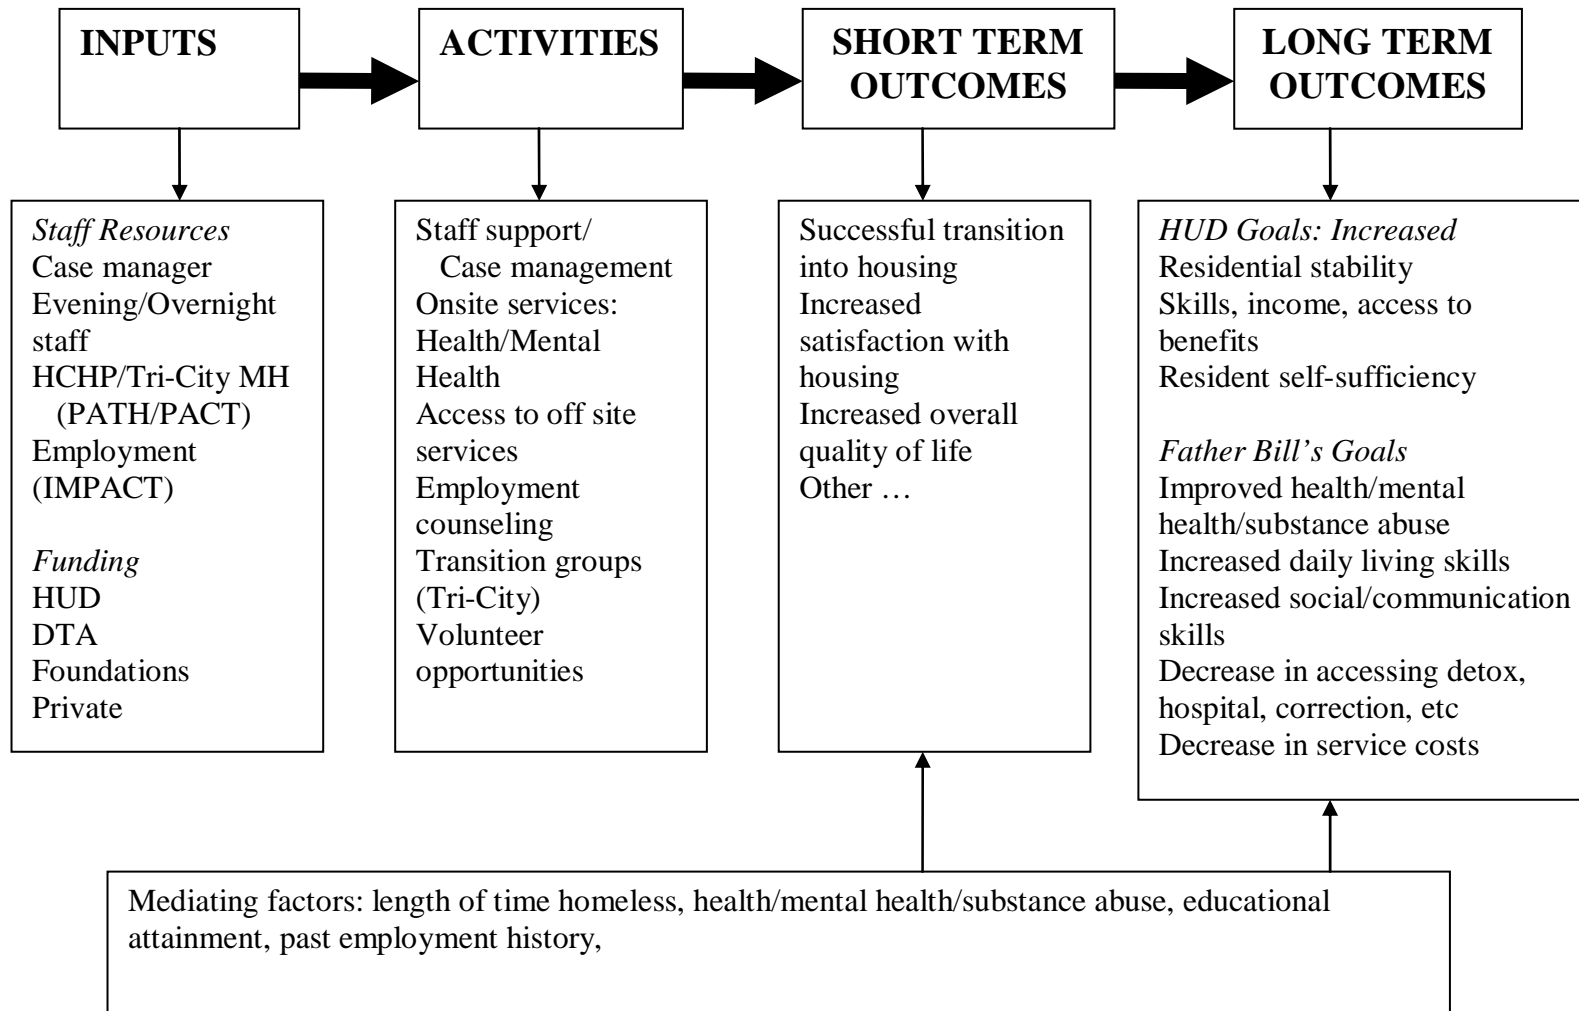 INPUTS
ACTIVITIES
SHORT TERM
OUTCOMES
LONG TERM
OUTCOMES
Staff Resources
Case manager
Evening/Overnight
staff
HCHP/Tri-City MH
(PATH/PACT)
Employment
(IMPACT)
Funding
HUD
DTA
Foundations
Private
Staff support/
Case management
Onsite services:
Health/Mental
Health
Access to off site
services
Employment
counseling
Transition groups
(Tri-City)
Volunteer
opportunities
Successful transition
into housing
Increased
satisfaction with
housing
Increased overall
quality of life
Other …
HUD Goals: Increased
Residential stability
Skills, income, access to
benefits
Resident self-sufficiency
Father Bill’s Goals
Improved health/mental
health/substance abuse
Increased daily living skills
Increased social/communication
skills
Decrease in accessing detox,
hospital, correction, etc
Decrease in service costs
Mediating factors: length of time homeless, health/mental health/substance abuse, educational
attainment, past employment history,